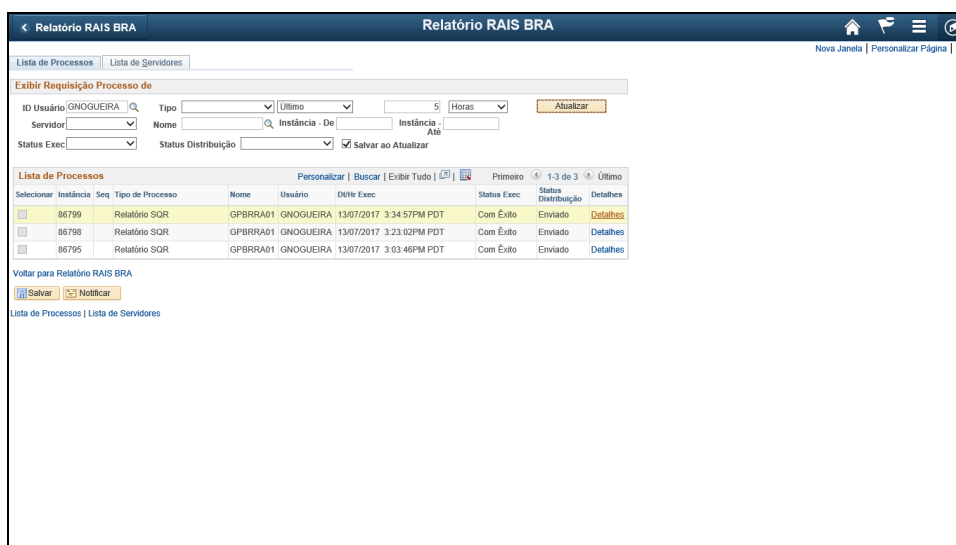 Relatório RAIS BRA Relatório RAIS BRA
Nova Janela | Personalizar Página |
Lista de Processos Lista de Servidores
Exibir Requisição Processo de
ID Usuário GNOGUEIRA Tipo Último 5 Horas Atualizar
Servidor Nome Instância - De Instância - Até
Status Exec Status Distribuição Salvar ao Atualizar
Lista de Processos Personalizar | Buscar | Exibir Tudo | | Primeiro 1-3 de 3 Último
Selecionar Instância Seq Tipo de Processo Nome Usuário Dt/Hr Exec Status Exec Status Distribuição Detalhes
86799 Relatório SQR GPBRRA01 GNOGUEIRA 13/07/2017 3:34:57PM PDT Com Êxito Enviado Detalhes
86798 Relatório SQR GPBRRA01 GNOGUEIRA 13/07/2017 3:23:02PM PDT Com Êxito Enviado Detalhes
86795 Relatório SQR GPBRRA01 GNOGUEIRA 13/07/2017 3:03:46PM PDT Com Êxito Enviado Detalhes
Voltar para Relatório RAIS BRA
Salvar Notificar
Lista de Processos | Lista de Servidores